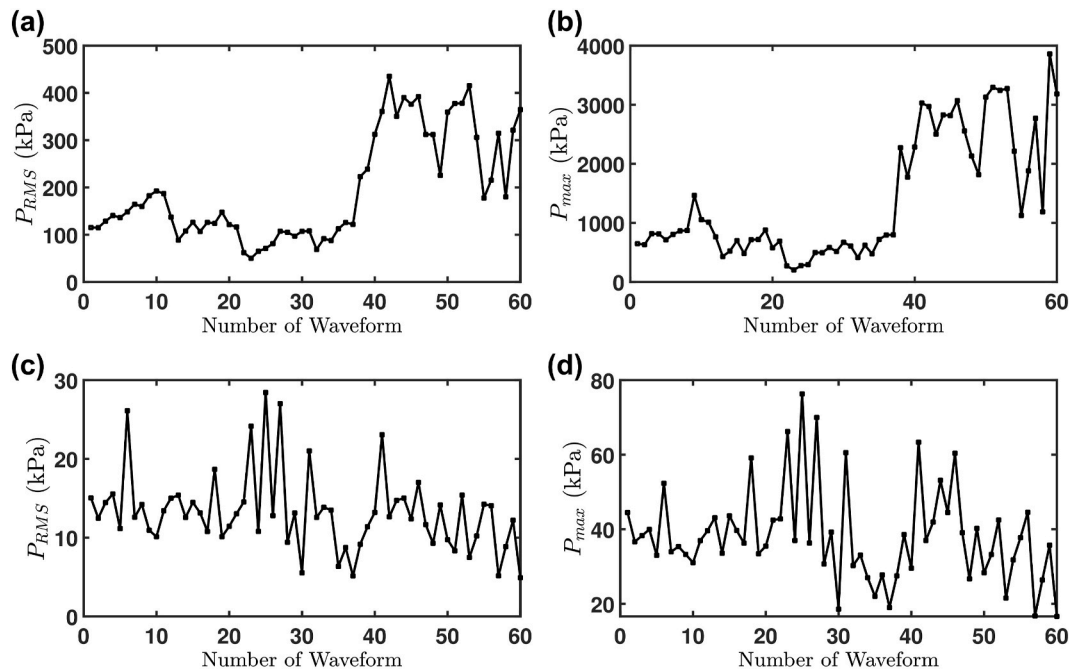 (a)
500
400
300
200
100
0
P_RMS (kPa)
0 10 20 30 40 50 60
Number of Waveform
(b)
4000
3000
2000
1000
0
P_max (kPa)
0 20 40 60
Number of Waveform
(c)
30
20
10
0
P_RMS (kPa)
0 10 20 30 40 50 60
Number of Waveform
(d)
80
60
40
20
P_max (kPa)
0 10 20 30 40 50 60
Number of Waveform